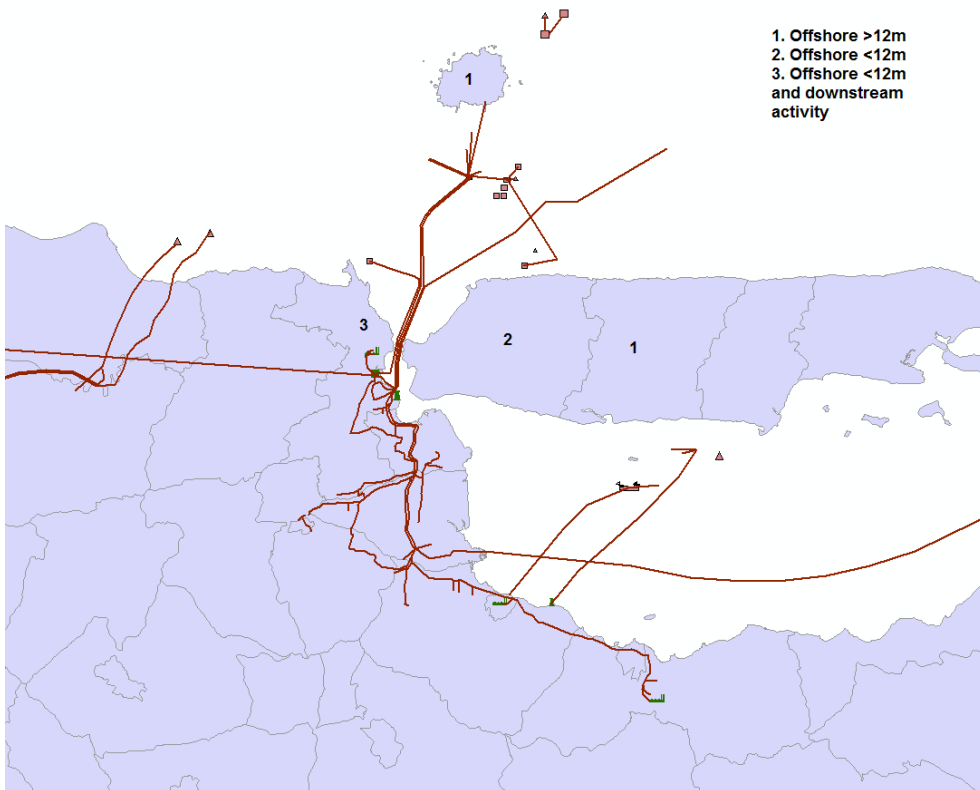 1. Offshore >12m
2. Offshore <12m
3. Offshore <12m
and downstream
activity
1
3
2
1